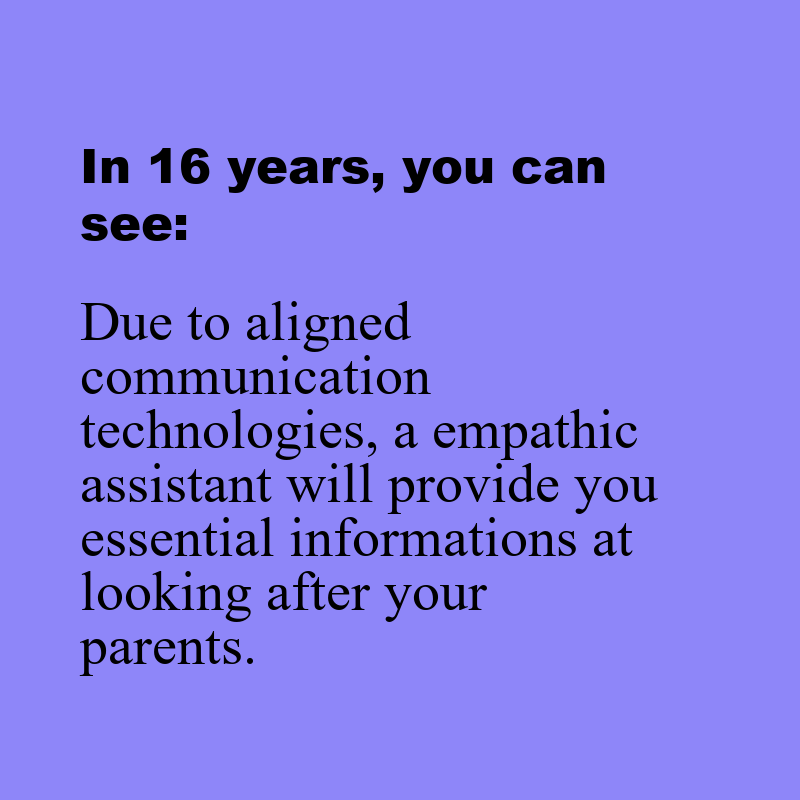 In 16 years, you can
see:
Due to aligned
communication
technologies, a empathic
assistant will provide you
essential informations at
looking after your
parents.